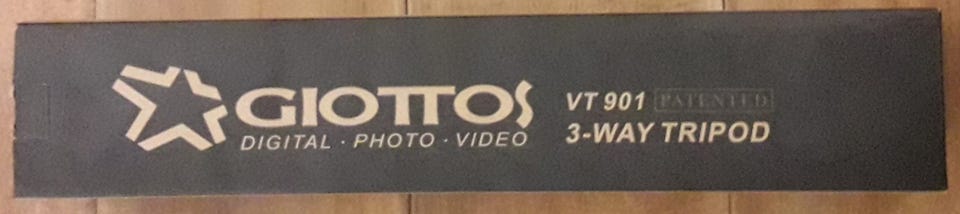 GIOTTOS
DIGITAL · PHOTO · VIDEO
VT 901 PATENTED
3-WAY TRIPOD